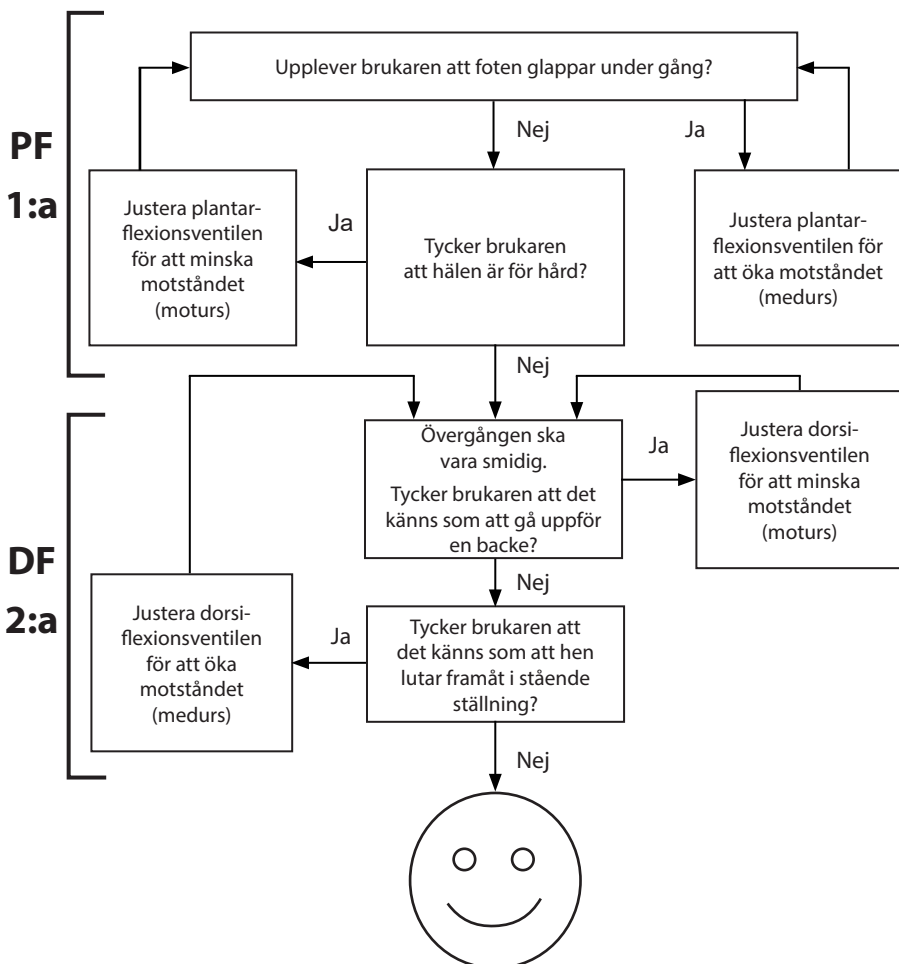 PF
1:a
Upplever brukaren att foten glappar under gång?
Nej
Ja
Justera plantar-
flexionsventilen
för att minska
motståndet
(moturs)
Ja
Tycker brukaren
att hälen är för hård?
Justera plantar-
flexionsventilen för
att öka motståndet
(medurs)
Nej
DF
2:a
Övergången ska
vara smidig.
Tycker brukaren att det
känns som att gå uppför
en backe?
Ja
Justera dorsi-
flexionsventilen
för att minska
motståndet
(moturs)
Nej
Justera dorsi-
flexionsventilen
för att öka
motståndet
(medurs)
Ja
Tycker brukaren att
det känns som att hen
lutar framåt i stående
ställning?
Nej